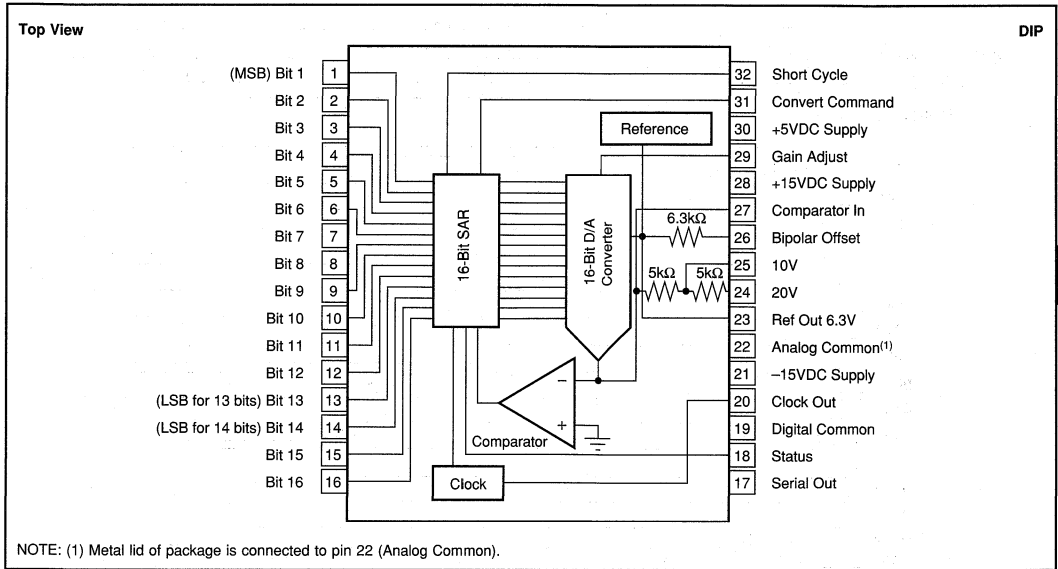 Top View
DIP
(MSB) Bit 1 1
Bit 2 2
Bit 3 3
Bit 4 4
Bit 5 5
Bit 6 6
Bit 7 7
Bit 8 8
Bit 9 9
Bit 10 10
Bit 11 11
Bit 12 12
(LSB for 13 bits) Bit 13 13
(LSB for 14 bits) Bit 14 14
Bit 15 15
Bit 16 16
16-Bit SAR
16-Bit D/A
Converter
Reference
6.3kΩ
5kΩ 5kΩ
–
+
Comparator
Clock
32 Short Cycle
31 Convert Command
30 +5VDC Supply
29 Gain Adjust
28 +15VDC Supply
27 Comparator In
26 Bipolar Offset
25 10V
24 20V
23 Ref Out 6.3V
22 Analog Common(1)
21 –15VDC Supply
20 Clock Out
19 Digital Common
18 Status
17 Serial Out
NOTE: (1) Metal lid of package is connected to pin 22 (Analog Common).